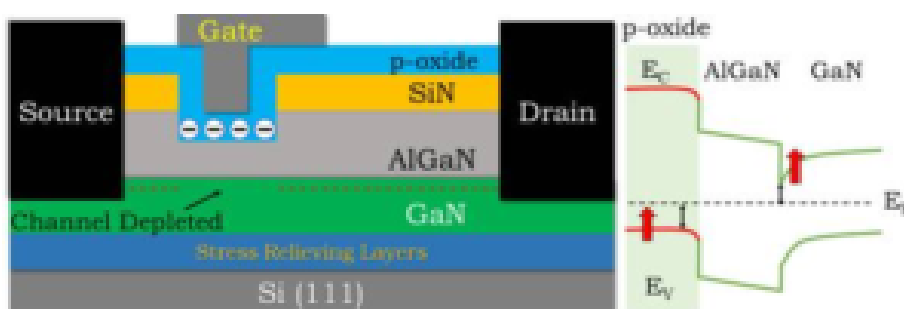 Gate
p-oxide
SiN
Source
Drain
AlGaN
Channel Depleted
GaN
Stress Relieving Layers
Si (111)
p-oxide
E_C AlGaN GaN
E_V